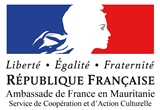 Liberté • Égalité • Fraternité
RÉPUBLIQUE FRANÇAISE
Ambassade de France en Mauritanie
Service de Coopération et d'Action Culturelle